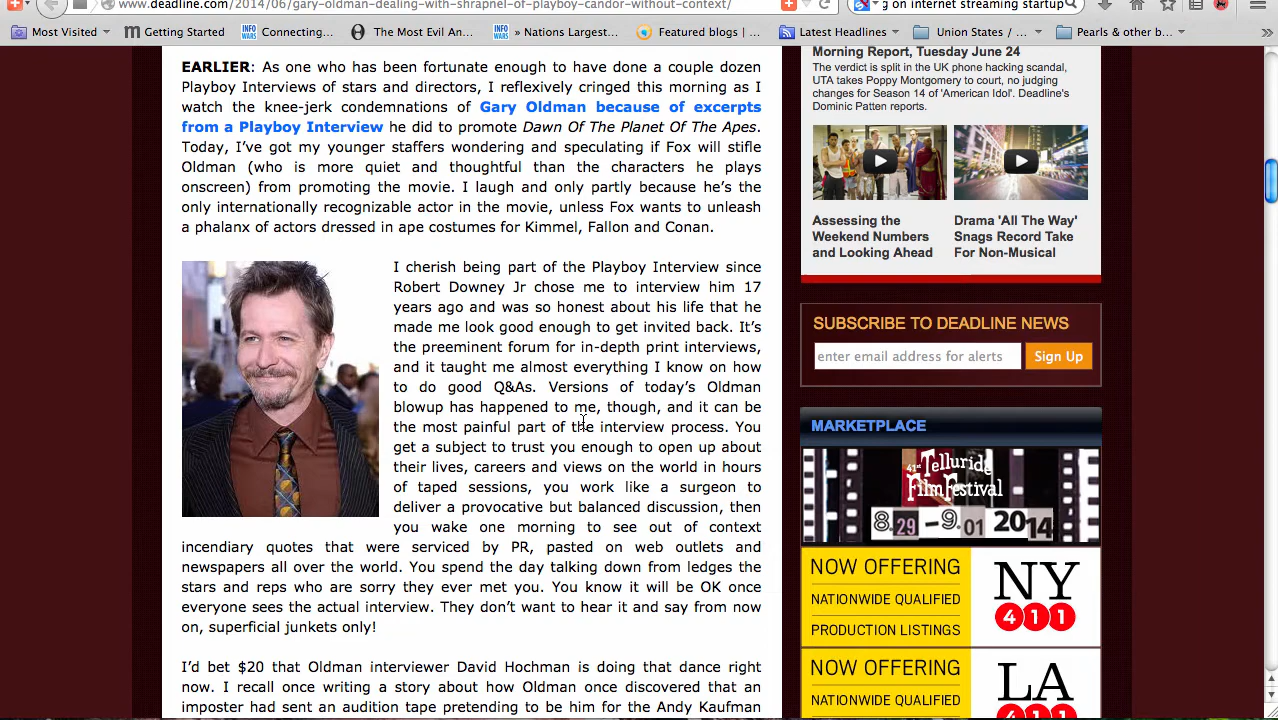 www.deadline.com/2014/06/gary-oldman-dealing-with-shrapnel-of-playboy-candor-without-context/
g on internet streaming startup
Most Visited
Getting Started
INFO WARS Connecting...
The Most Evil An...
INFO WARS » Nations Largest...
Featured blogs | ...
Latest Headlines
Union States / ...
Pearls & other b...
EARLIER: As one who has been fortunate enough to have done a couple dozen
Playboy Interviews of stars and directors, I reflexively cringed this morning as I
watch the knee-jerk condemnations of Gary Oldman because of excerpts
from a Playboy Interview he did to promote Dawn Of The Planet Of The Apes.
Today, I've got my younger staffers wondering and speculating if Fox will stifle
Oldman (who is more quiet and thoughtful than the characters he plays
onscreen) from promoting the movie. I laugh and only partly because he's the
only internationally recognizable actor in the movie, unless Fox wants to unleash
a phalanx of actors dressed in ape costumes for Kimmel, Fallon and Conan.
I cherish being part of the Playboy Interview since
Robert Downey Jr chose me to interview him 17
years ago and was so honest about his life that he
made me look good enough to get invited back. It's
the preeminent forum for in-depth print interviews,
and it taught me almost everything I know on how
to do good Q&As. Versions of today's Oldman
blowup has happened to me, though, and it can be
the most painful part of the interview process. You
get a subject to trust you enough to open up about
their lives, careers and views on the world in hours
of taped sessions, you work like a surgeon to
deliver a provocative but balanced discussion, then
you wake one morning to see out of context
incendiary quotes that were serviced by PR, pasted on web outlets and
newspapers all over the world. You spend the day talking down from ledges the
stars and reps who are sorry they ever met you. You know it will be OK once
everyone sees the actual interview. They don't want to hear it and say from now
on, superficial junkets only!
I'd bet $20 that Oldman interviewer David Hochman is doing that dance right
now. I recall once writing a story about how Oldman once discovered that an
imposter had sent an audition tape pretending to be him for the Andy Kaufman
Morning Report, Tuesday June 24
The verdict is split in the UK phone hacking scandal,
UTA takes Poppy Montgomery to court, no judging
changes for Season 14 of 'American Idol'. Deadline's
Dominic Patten reports.
Assessing the
Weekend Numbers
and Looking Ahead
Drama 'All The Way'
Snags Record Take
For Non-Musical
SUBSCRIBE TO DEADLINE NEWS
enter email address for alerts
Sign Up
MARKETPLACE
41st
Telluride
FilmFestival
8.29 –9.01 2014
NOW OFFERING
NATIONWIDE QUALIFIED
PRODUCTION LISTINGS
NY
411
NOW OFFERING
NATIONWIDE QUALIFIED
LA
411